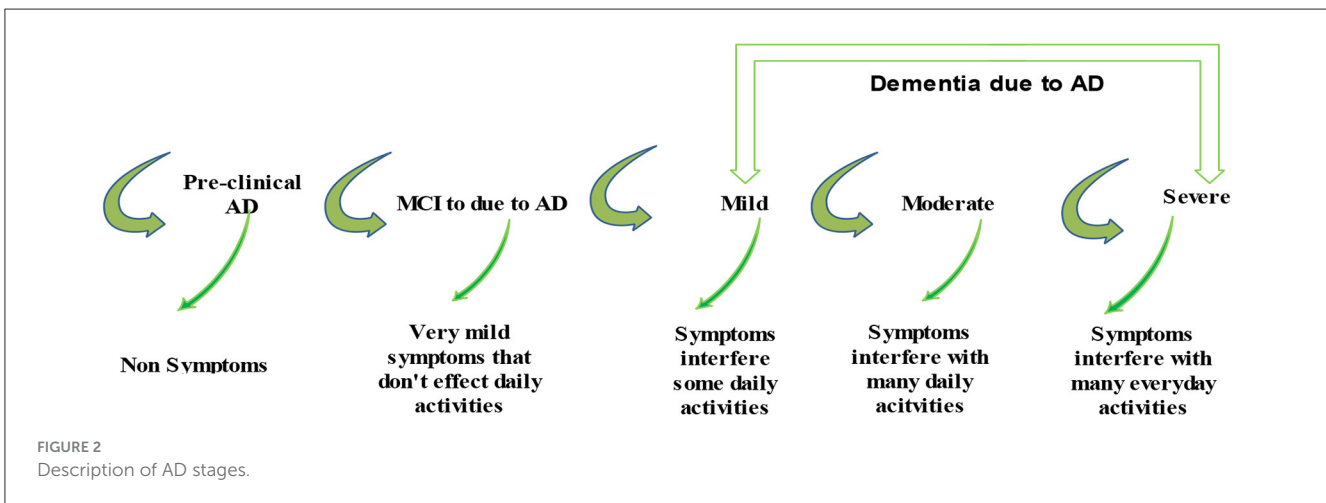 Dementia due to AD
Pre-clinical
AD
MCI to due to AD
Mild
Moderate
Severe
Non Symptoms
Very mild
symptoms that
don't effect daily
activities
Symptoms
interfere
some daily
activities
Symptoms
interfere with
many daily
acitvities
Symptoms
interfere with
many everyday
activities
FIGURE 2
Description of AD stages.